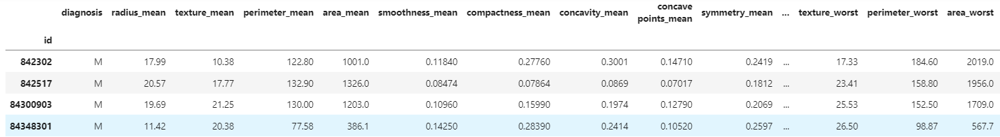 diagnosis radius_mean texture_mean perimeter_mean area_mean smoothness_mean compactness_mean concavity_mean concave points_mean symmetry_mean ... texture_worst perimeter_worst area_worst
id
842302 M 17.99 10.38 122.80 1001.0 0.11840 0.27760 0.3001 0.14710 0.2419 ... 17.33 184.60 2019.0
842517 M 20.57 17.77 132.90 1326.0 0.08474 0.07864 0.0869 0.07017 0.1812 ... 23.41 158.80 1956.0
84300903 M 19.69 21.25 130.00 1203.0 0.10960 0.15990 0.1974 0.12790 0.2069 ... 25.53 152.50 1709.0
84348301 M 11.42 20.38 77.58 386.1 0.14250 0.28390 0.2414 0.10520 0.2597 ... 26.50 98.87 567.7